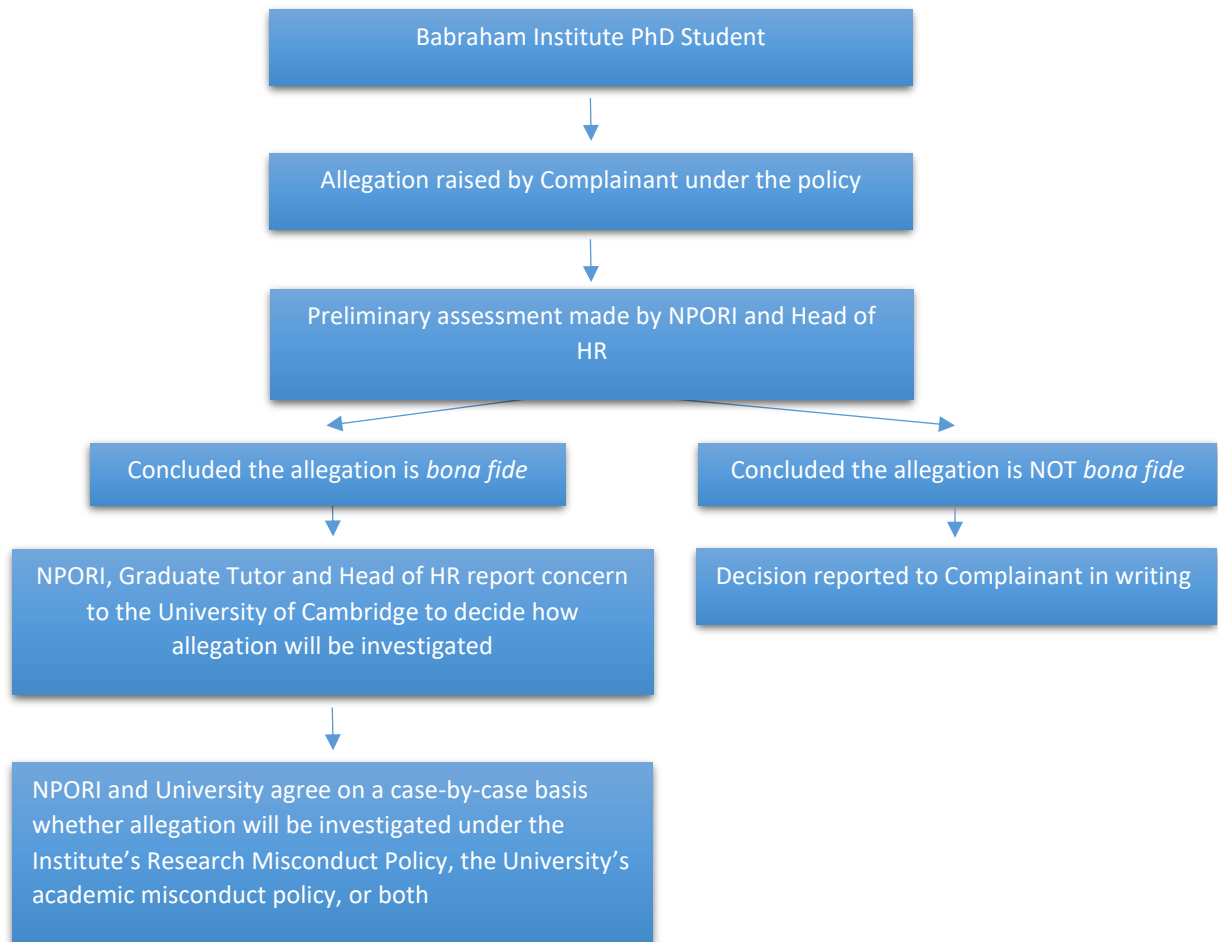 Babraham Institute PhD Student
Allegation raised by Complainant under the policy
Preliminary assessment made by NPORI and Head of
HR
Concluded the allegation is bona fide
Concluded the allegation is NOT bona fide
NPORI, Graduate Tutor and Head of HR report concern
to the University of Cambridge to decide how
allegation will be investigated
Decision reported to Complainant in writing
NPORI and University agree on a case-by-case basis
whether allegation will be investigated under the
Institute’s Research Misconduct Policy, the University’s
academic misconduct policy, or both